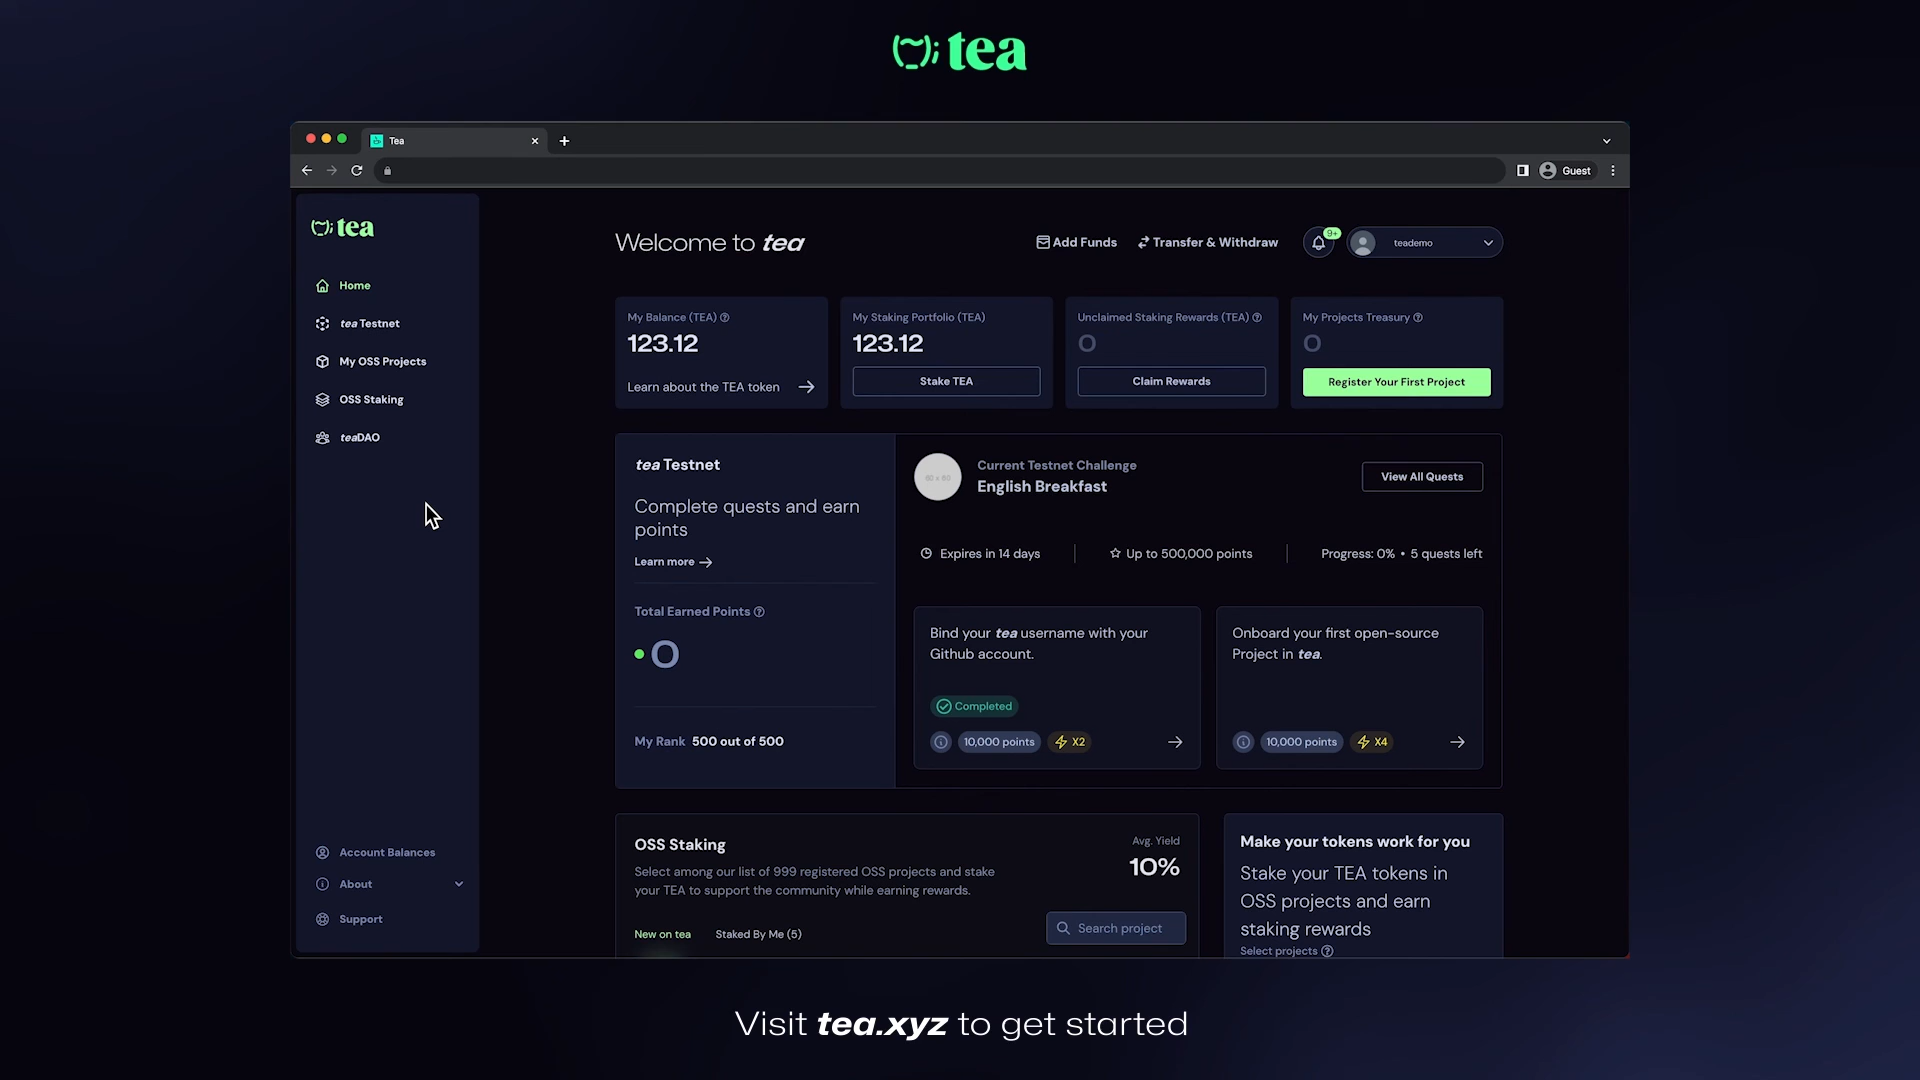 tea
Tea
Guest
tea
Home
tea Testnet
My OSS Projects
OSS Staking
teaDAO
Account Balances
About
Support
Welcome to tea
Add Funds
Transfer & Withdraw
9+
teademo
My Balance (TEA)
123.12
Learn about the TEA token
My Staking Portfolio (TEA)
123.12
Stake TEA
Unclaimed Staking Rewards (TEA)
0
Claim Rewards
My Projects Treasury
0
Register Your First Project
tea Testnet
Complete quests and earn
points
Learn more
Total Earned Points
0
My Rank 500 out of 500
60 x 60
Current Testnet Challenge
English Breakfast
View All Quests
Expires in 14 days
Up to 500,000 points
Progress: 0% • 5 quests left
Bind your tea username with your
Github account.
Completed
10,000 points
X2
Onboard your first open-source
Project in tea.
10,000 points
X4
OSS Staking
Select among our list of 999 registered OSS projects and stake
your TEA to support the community while earning rewards.
Avg. Yield
10%
New on tea
Staked By Me (5)
Search project
Make your tokens work for you
Stake your TEA tokens in
OSS projects and earn
staking rewards
Select projects
Visit tea.xyz to get started